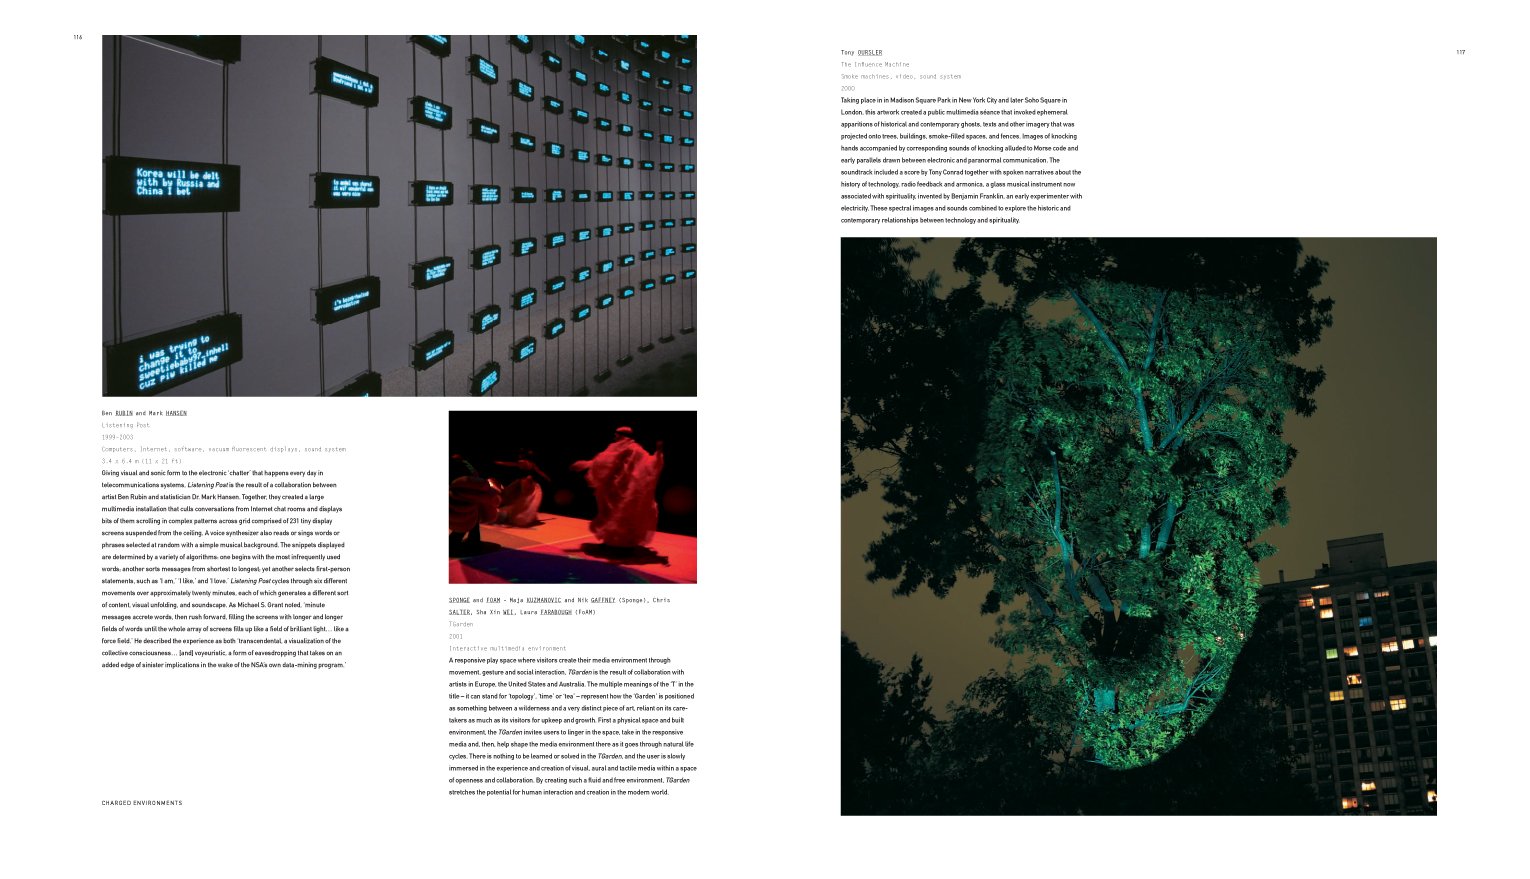 116
Korea will be delt
with by Russia and
China I bet
i was trying to
change it to
sweetiebaby97_inhell
cuz piw killed me
Ben RUBIN and Mark HANSEN
Listening Post
1999-2003
Computers, Internet, software, vacuum fluorescent displays, sound system
3.4 x 6.4 m (11 x 21 ft)
Giving visual and sonic form to the electronic 'chatter' that happens every day in
telecommunications systems, Listening Post is the result of a collaboration between
artist Ben Rubin and statistician Dr. Mark Hansen. Together, they created a large
multimedia installation that culls conversations from Internet chat rooms and displays
bits of them scrolling in complex patterns across grid comprised of 231 tiny display
screens suspended from the ceiling. A voice synthesizer also reads or sings words or
phrases selected at random with a simple musical background. The snippets displayed
are determined by a variety of algorithms: one begins with the most infrequently used
words; another sorts messages from shortest to longest; yet another selects first-person
statements, such as 'I am,' 'I like,' and 'I love.' Listening Post cycles through six different
movements over approximately twenty minutes, each of which generates a different sort
of content, visual unfolding, and soundscape. As Michael S. Grant noted, 'minute
messages accrete words, then rush forward, filling the screens with longer and longer
fields of words until the whole array of screens fills up like a field of brilliant light... like a
force field.' He described the experience as both 'transcendental, a visualization of the
collective consciousness... [and] voyeuristic, a form of eavesdropping that takes on an
added edge of sinister implications in the wake of the NSA's own data-mining program.'
SPONGE and FOAM - Maja KUZMANOVIC and Nik GAFFNEY (Sponge), Chris
SALTER, Sha Xin WEI, Laura FARABOUGH (FoAM)
TGarden
2001
Interactive multimedia environment
A responsive play space where visitors create their media environment through
movement, gesture and social interaction, TGarden is the result of collaboration with
artists in Europe, the United States and Australia. The multiple meanings of the 'T' in the
title – it can stand for 'topology', 'time' or 'tea' – represent how the 'Garden' is positioned
as something between a wilderness and a very distinct piece of art, reliant on its care-
takers as much as its visitors for upkeep and growth. First a physical space and built
environment, the TGarden invites users to linger in the space, take in the responsive
media and, then, help shape the media environment there as it goes through natural life
cycles. There is nothing to be learned or solved in the TGarden, and the user is slowly
immersed in the experience and creation of visual, aural and tactile media within a space
of openness and collaboration. By creating such a fluid and free environment, TGarden
stretches the potential for human interaction and creation in the modern world.
CHARGED ENVIRONMENTS
Tony OURSLER
The Influence Machine
Smoke machines, video, sound system
2000
Taking place in in Madison Square Park in New York City and later Soho Square in
London, this artwork created a public multimedia séance that invoked ephemeral
apparitions of historical and contemporary ghosts, texts and other imagery that was
projected onto trees, buildings, smoke-filled spaces, and fences. Images of knocking
hands accompanied by corresponding sounds of knocking alluded to Morse code and
early parallels drawn between electronic and paranormal communication. The
soundtrack included a score by Tony Conrad together with spoken narratives about the
history of technology, radio feedback and armonica, a glass musical instrument now
associated with spirituality, invented by Benjamin Franklin, an early experimenter with
electricity. These spectral images and sounds combined to explore the historic and
contemporary relationships between technology and spirituality.
117